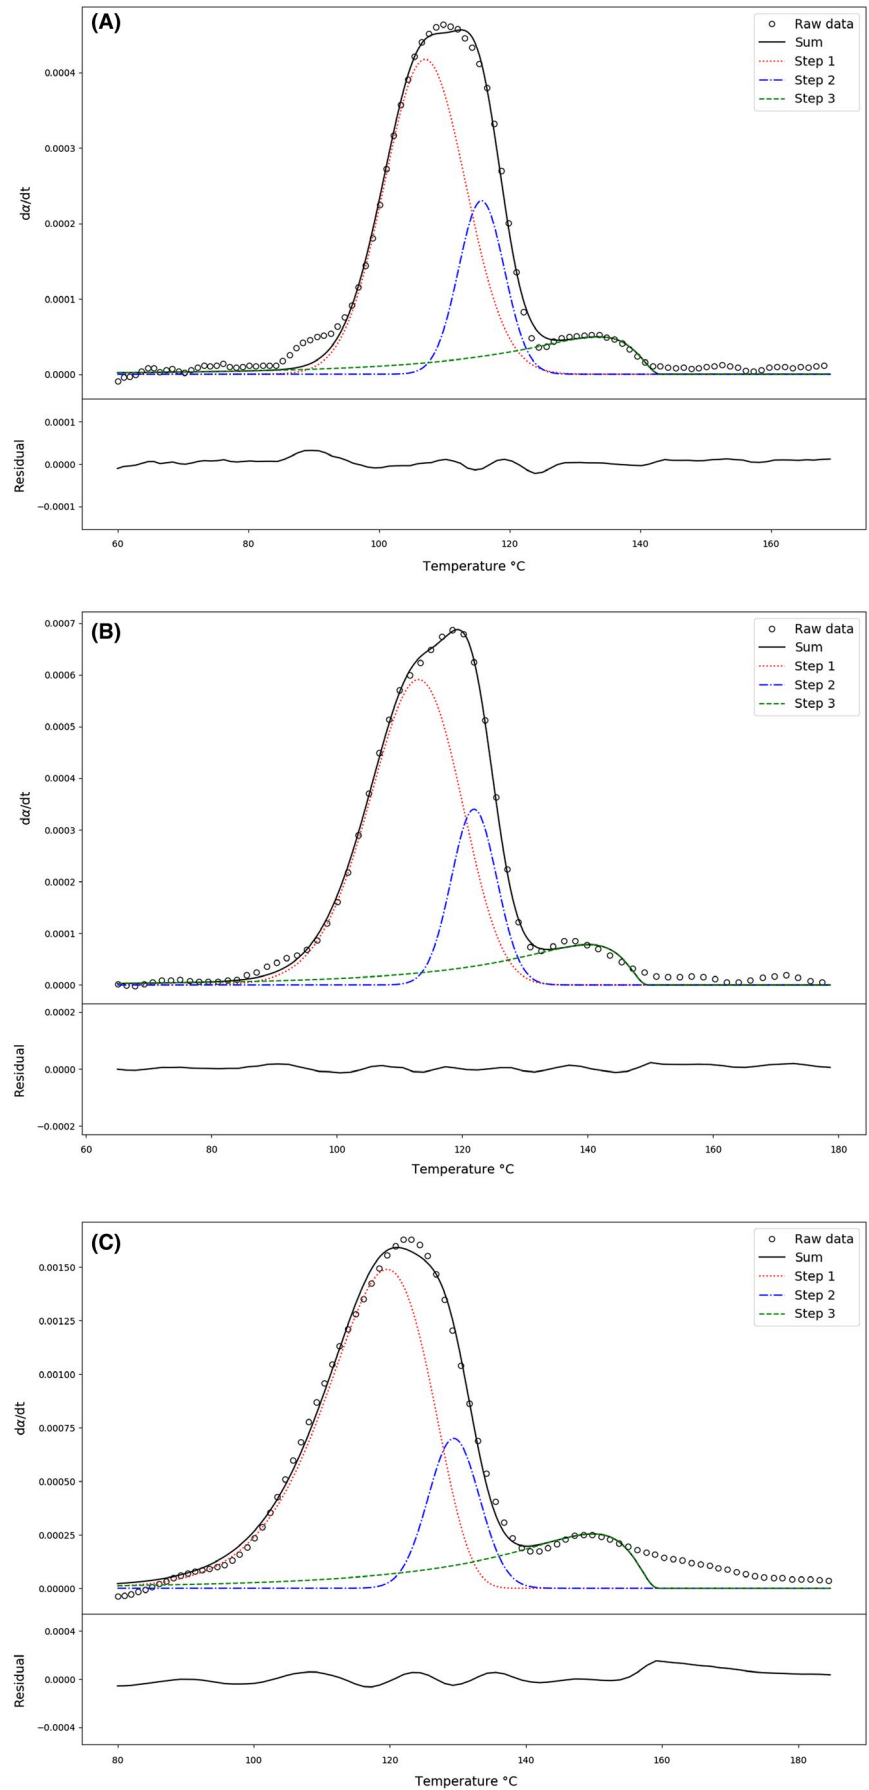 (A)
Raw data
Sum
Step 1
Step 2
Step 3
0.0004
0.0003
0.0002
0.0001
0.0000
dα/dt
0.0001
0.0000
−0.0001
Residual
60 80 100 120 140 160
Temperature °C
(B)
Raw data
Sum
Step 1
Step 2
Step 3
0.0007
0.0006
0.0005
0.0004
0.0003
0.0002
0.0001
0.0000
dα/dt
0.0002
0.0000
−0.0002
Residual
60 80 100 120 140 160 180
Temperature °C
(C)
Raw data
Sum
Step 1
Step 2
Step 3
0.00150
0.00125
0.00100
0.00075
0.00050
0.00025
0.00000
dα/dt
0.0004
0.0000
−0.0004
Residual
80 100 120 140 160 180
Temperature °C